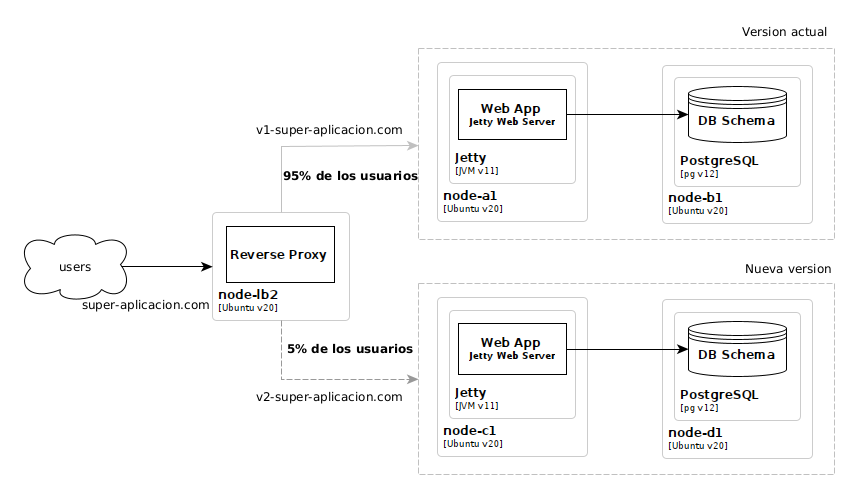 Version actual
Web App
Jetty Web Server
DB Schema
v1-super-aplicacion.com
Jetty
[JVM v11]
PostgreSQL
[pg v12]
95% de los usuarios
node-a1
[Ubuntu v20]
node-b1
[Ubuntu v20]
users
Reverse Proxy
super-aplicacion.com
node-lb2
[Ubuntu v20]
Nueva version
5% de los usuarios
Web App
Jetty Web Server
DB Schema
v2-super-aplicacion.com
Jetty
[JVM v11]
PostgreSQL
[pg v12]
node-c1
[Ubuntu v20]
node-d1
[Ubuntu v20]